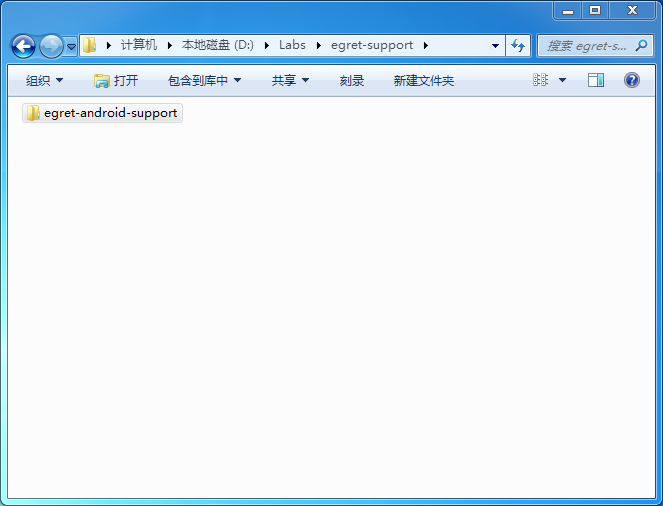 计算机 本地磁盘 (D:) Labs egret-support 搜索 egret-s...
组织 打开 包含到库中 共享 刻录 新建文件夹
egret-android-support